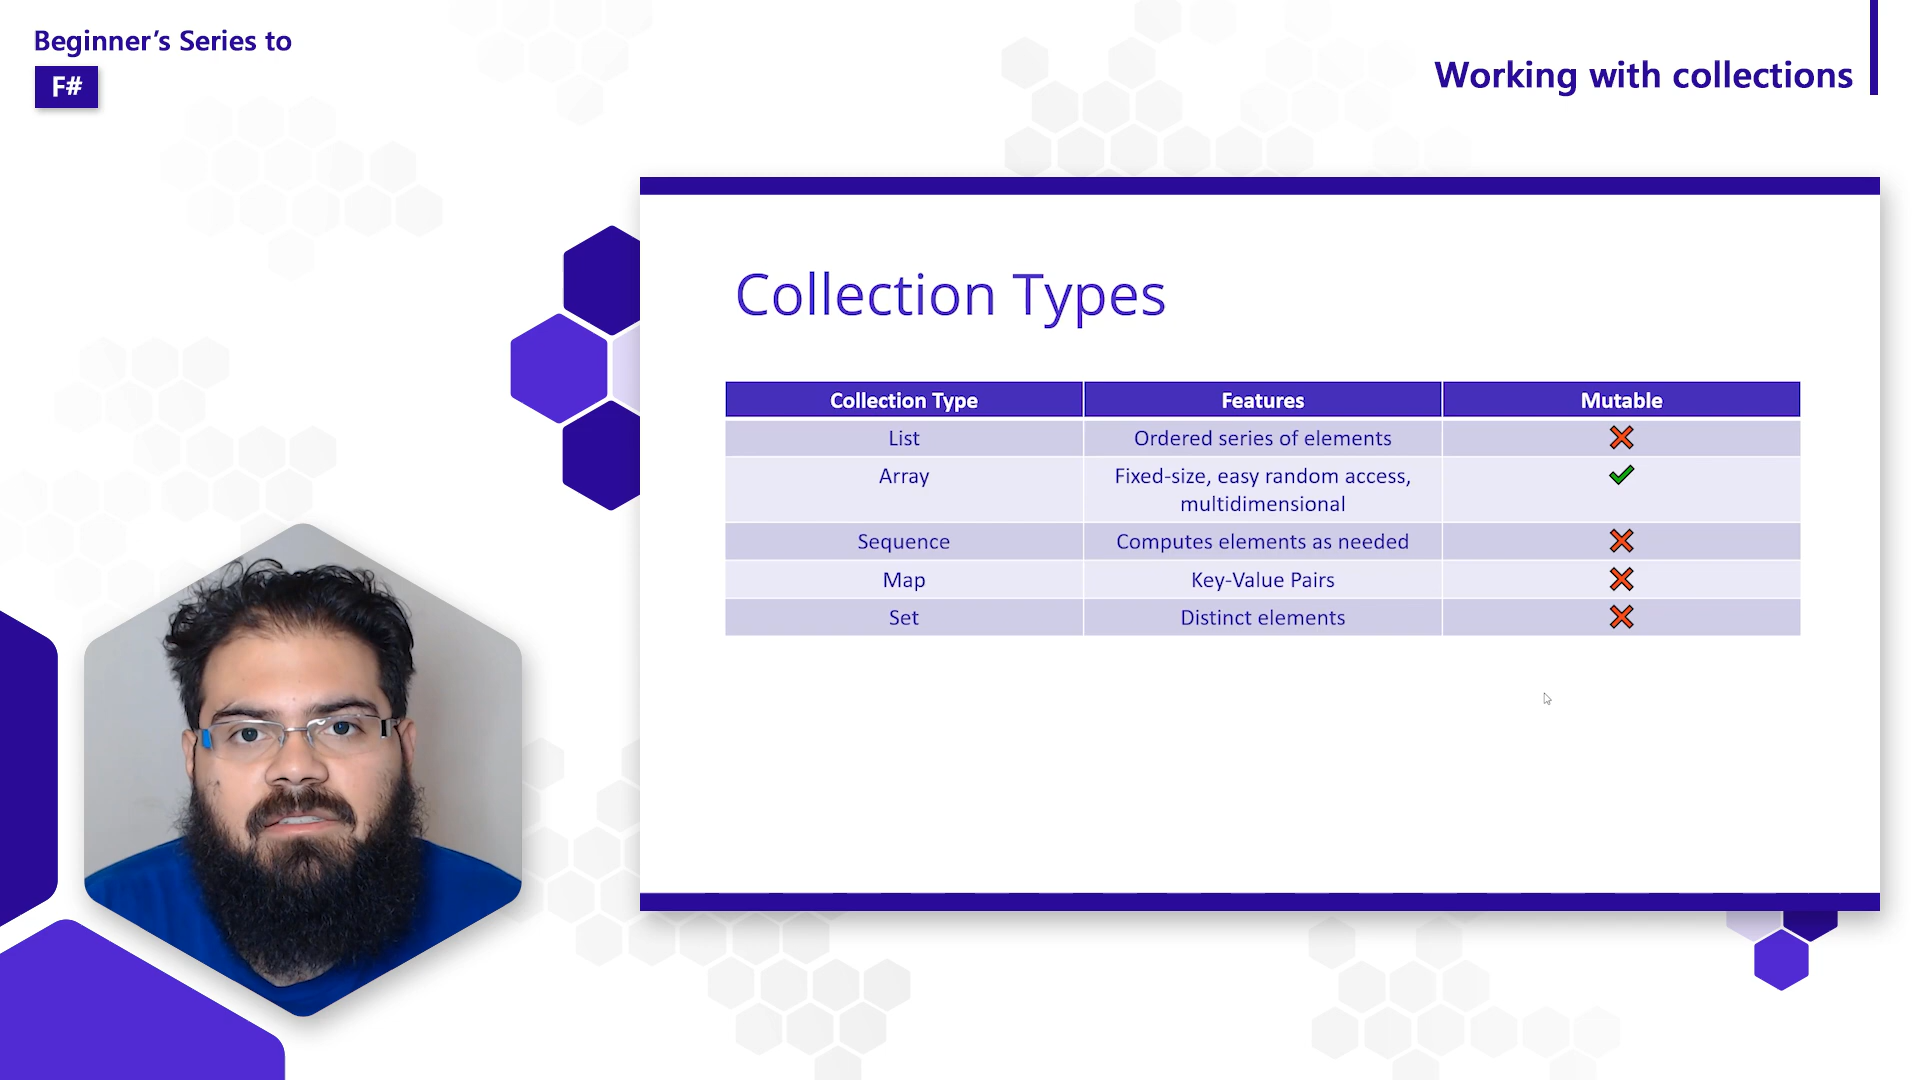 Beginner's Series to
F#
Working with collections
Collection Types
Collection Type Features Mutable
List Ordered series of elements
Array Fixed-size, easy random access,
multidimensional
Sequence Computes elements as needed
Map Key-Value Pairs
Set Distinct elements